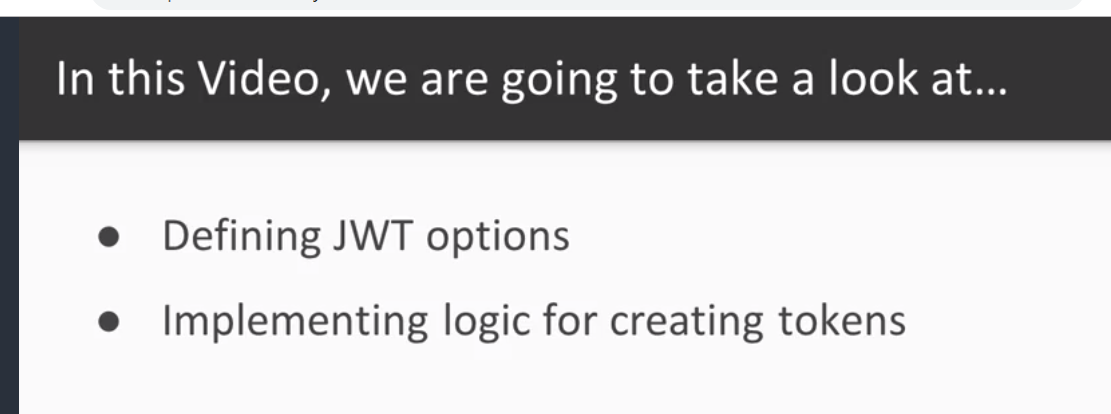 In this Video, we are going to take a look at...
● Defining JWT options
● Implementing logic for creating tokens